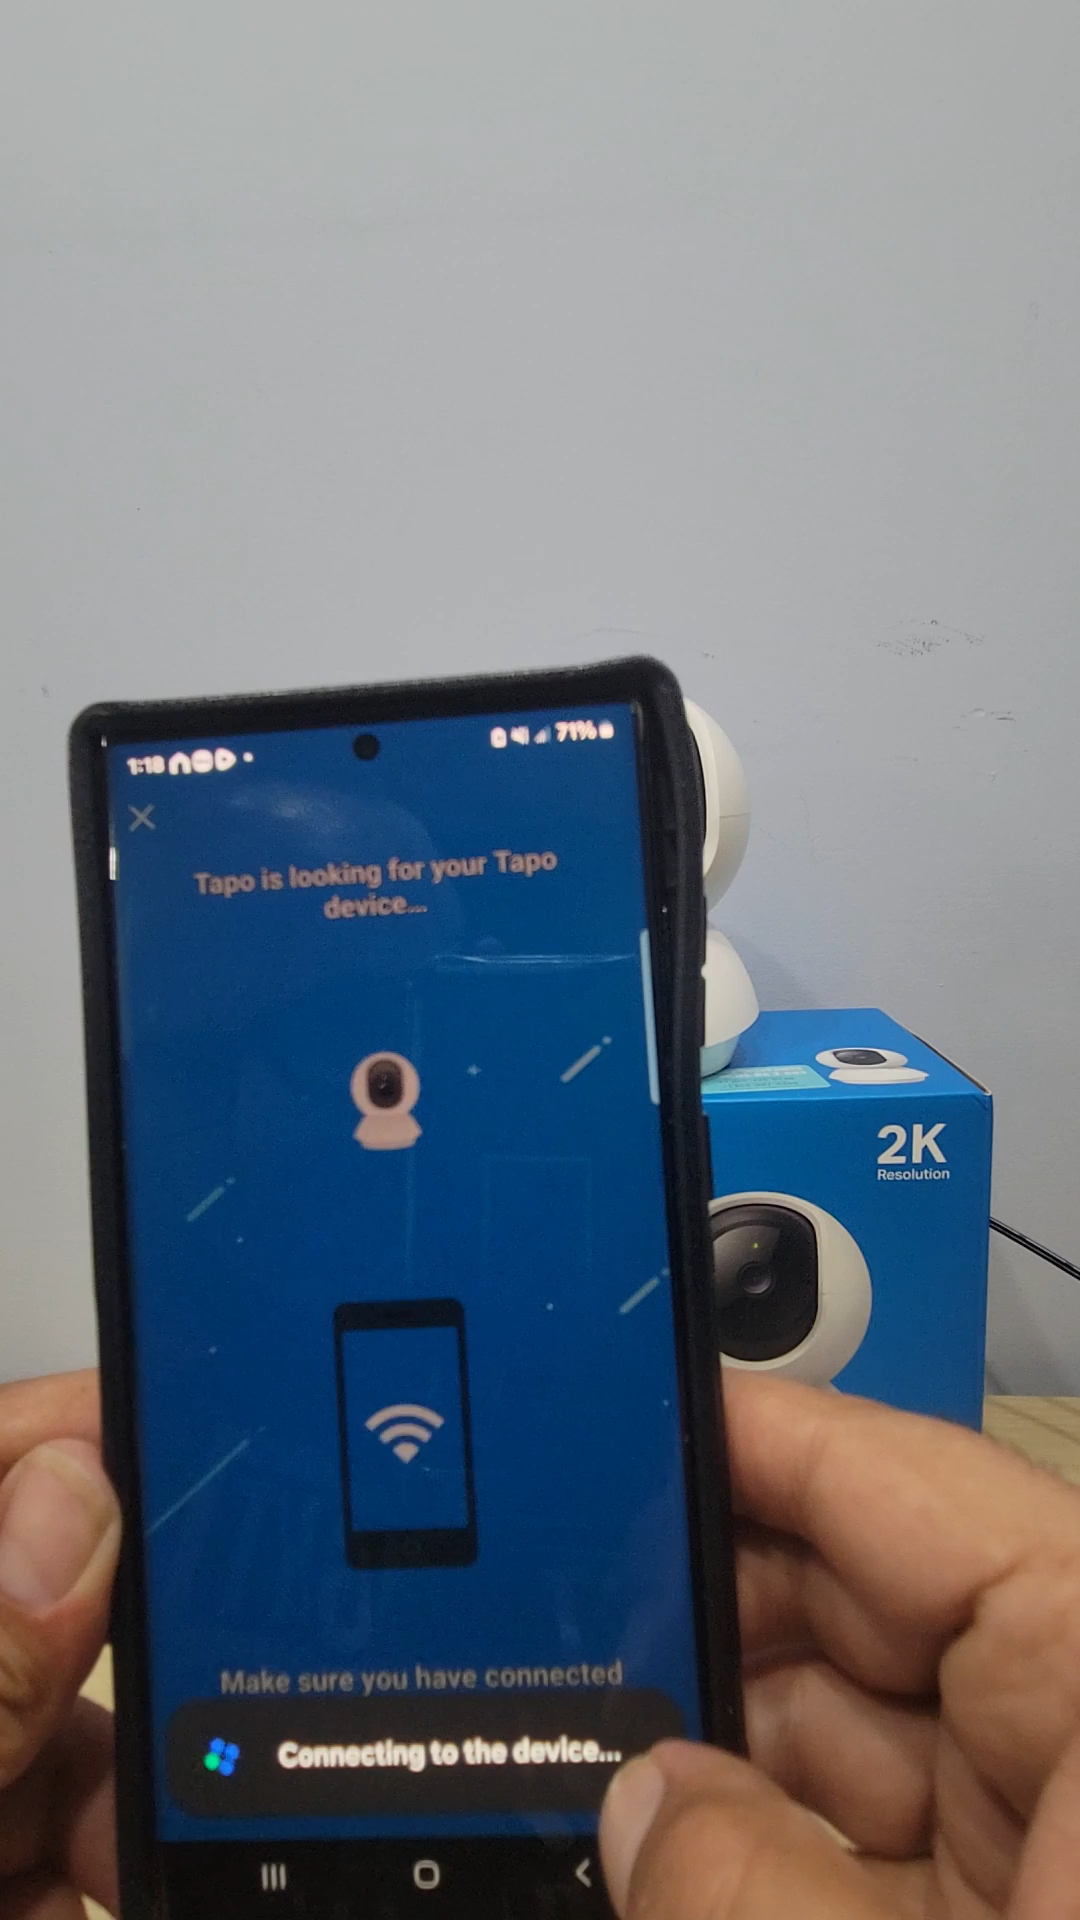 1:18
71%
Tapo is looking for your Tapo
device...
2K
Resolution
Make sure you have connected
Connecting to the device...